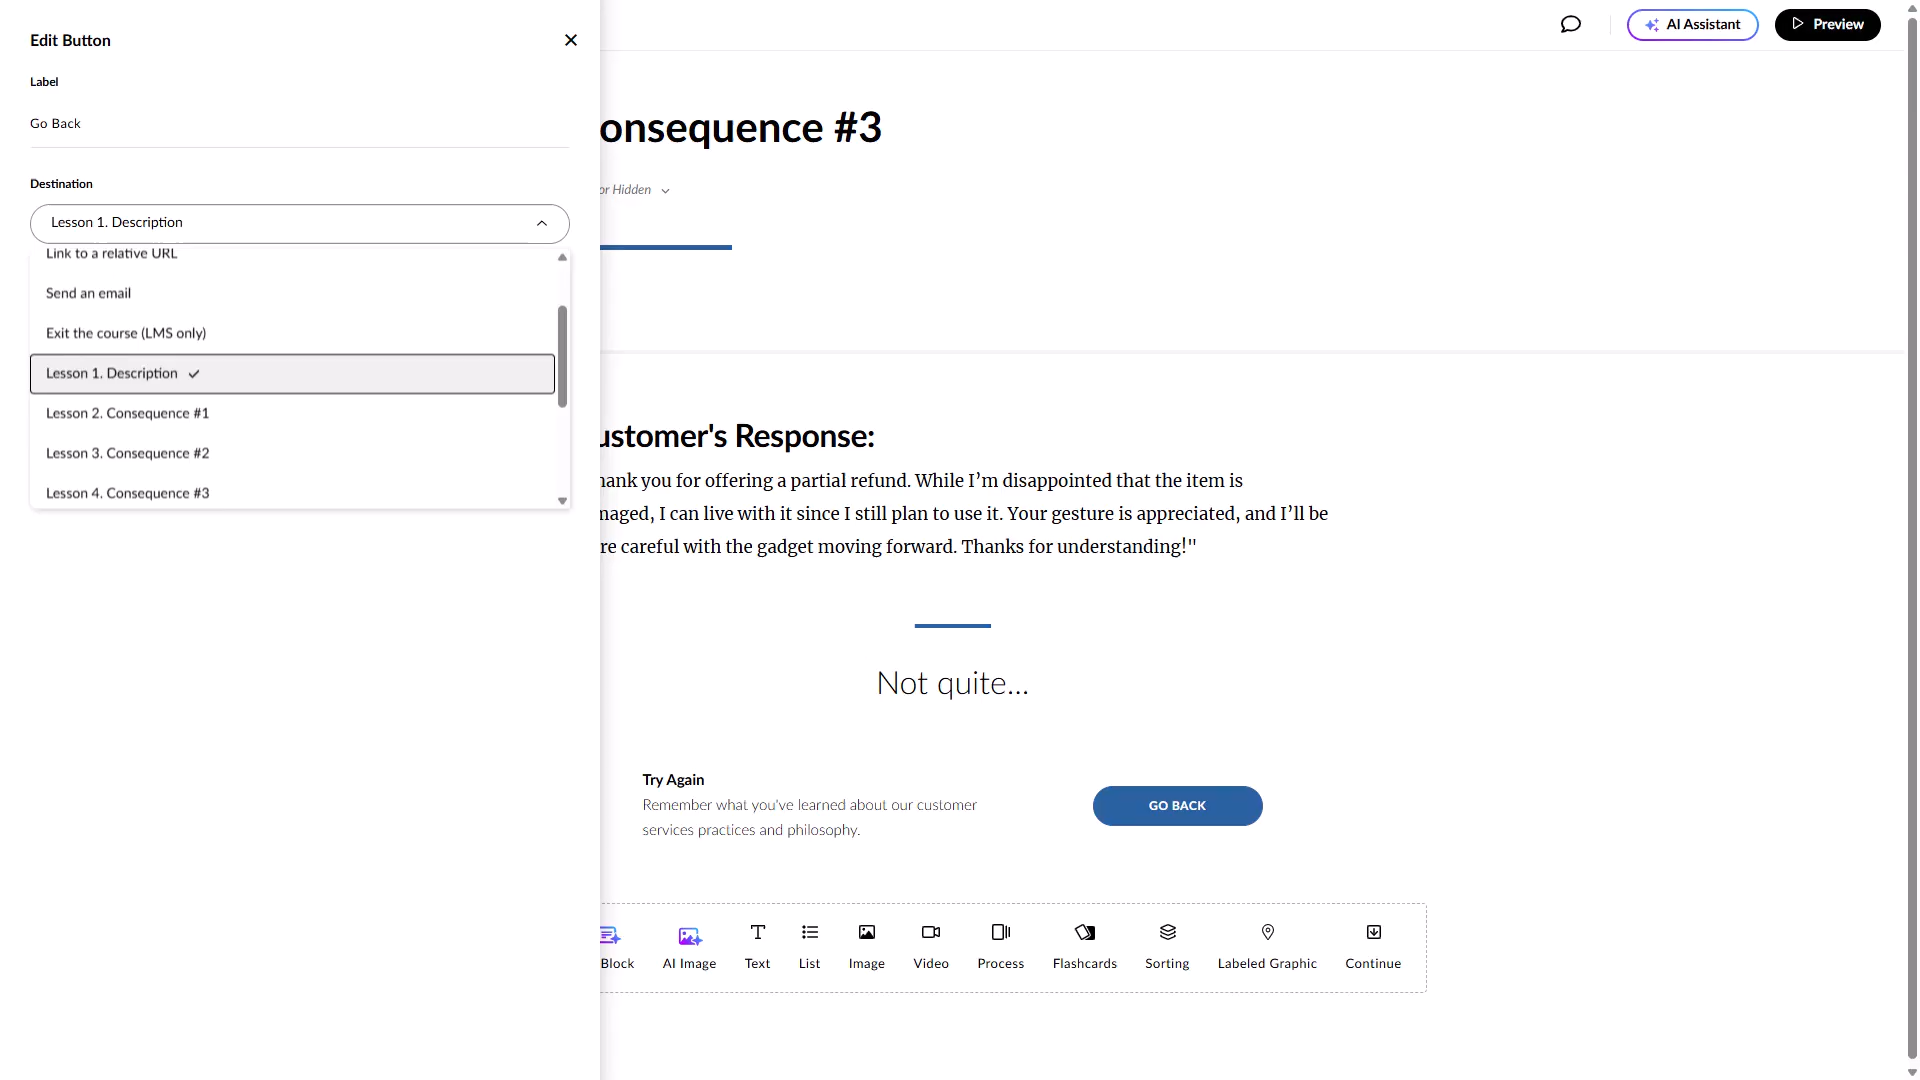 Edit Button
Label
Go Back
Destination
Lesson 1. Description
Link to a relative URL
Send an email
Exit the course (LMS only)
Lesson 1. Description
Lesson 2. Consequence #1
Lesson 3. Consequence #2
Lesson 4. Consequence #3
AI Assistant
Preview
onsequence #3
or Hidden
ustomer's Response:
hank you for offering a partial refund. While I’m disappointed that the item is
maged, I can live with it since I still plan to use it. Your gesture is appreciated, and I’ll be
re careful with the gadget moving forward. Thanks for understanding!"
Not quite...
Try Again
Remember what you've learned about our customer
services practices and philosophy.
GO BACK
Block
AI Image
Text
List
Image
Video
Process
Flashcards
Sorting
Labeled Graphic
Continue